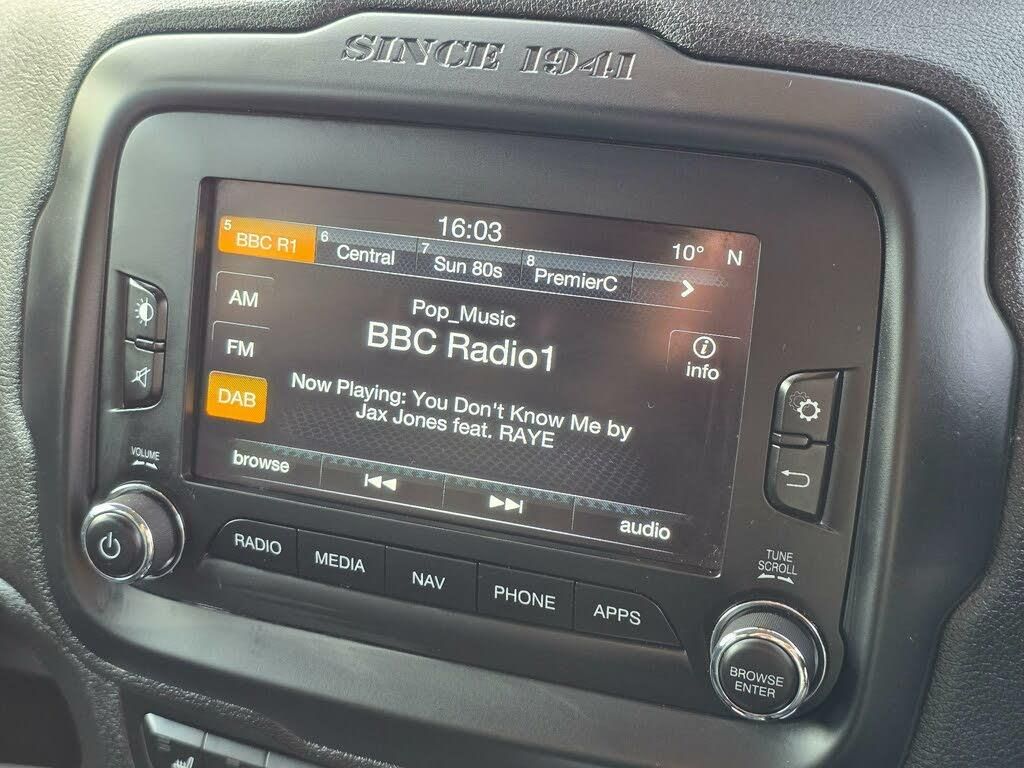 SINCE 1941
16:03
10° N
5 BBC R1
6 Central
7 Sun 80s
8 PremierC
>
AM
FM
DAB
Pop_Music
BBC Radio1
Now Playing: You Don't Know Me by
Jax Jones feat. RAYE
i
info
browse
audio
VOLUME
RADIO
MEDIA
NAV
PHONE
APPS
TUNE
SCROLL
BROWSE
ENTER